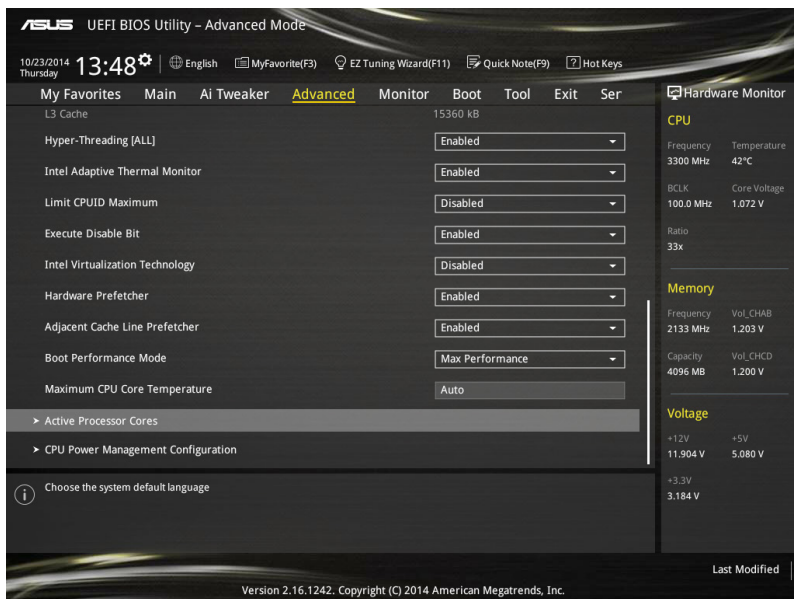 ASUS UEFI BIOS Utility – Advanced Mode
10/23/2014
Thursday
13:48
English MyFavorite(F3) EZ Tuning Wizard(F11) Quick Note(F9) ? Hot Keys
My Favorites Main Ai Tweaker Advanced Monitor Boot Tool Exit Ser
L3 Cache 15360 kB
Hyper-Threading [ALL] Enabled
Intel Adaptive Thermal Monitor Enabled
Limit CPUID Maximum Disabled
Execute Disable Bit Enabled
Intel Virtualization Technology Disabled
Hardware Prefetcher Enabled
Adjacent Cache Line Prefetcher Enabled
Boot Performance Mode Max Performance
Maximum CPU Core Temperature Auto
> Active Processor Cores
> CPU Power Management Configuration
i Choose the system default language
Hardware Monitor
CPU
Frequency Temperature
3300 MHz 42°C
BCLK Core Voltage
100.0 MHz 1.072 V
Ratio
33x
Memory
Frequency Vol_CHAB
2133 MHz 1.203 V
Capacity Vol_CHCD
4096 MB 1.200 V
Voltage
+12V +5V
11.904 V 5.080 V
+3.3V
3.184 V
Last Modified
Version 2.16.1242. Copyright (C) 2014 American Megatrends, Inc.